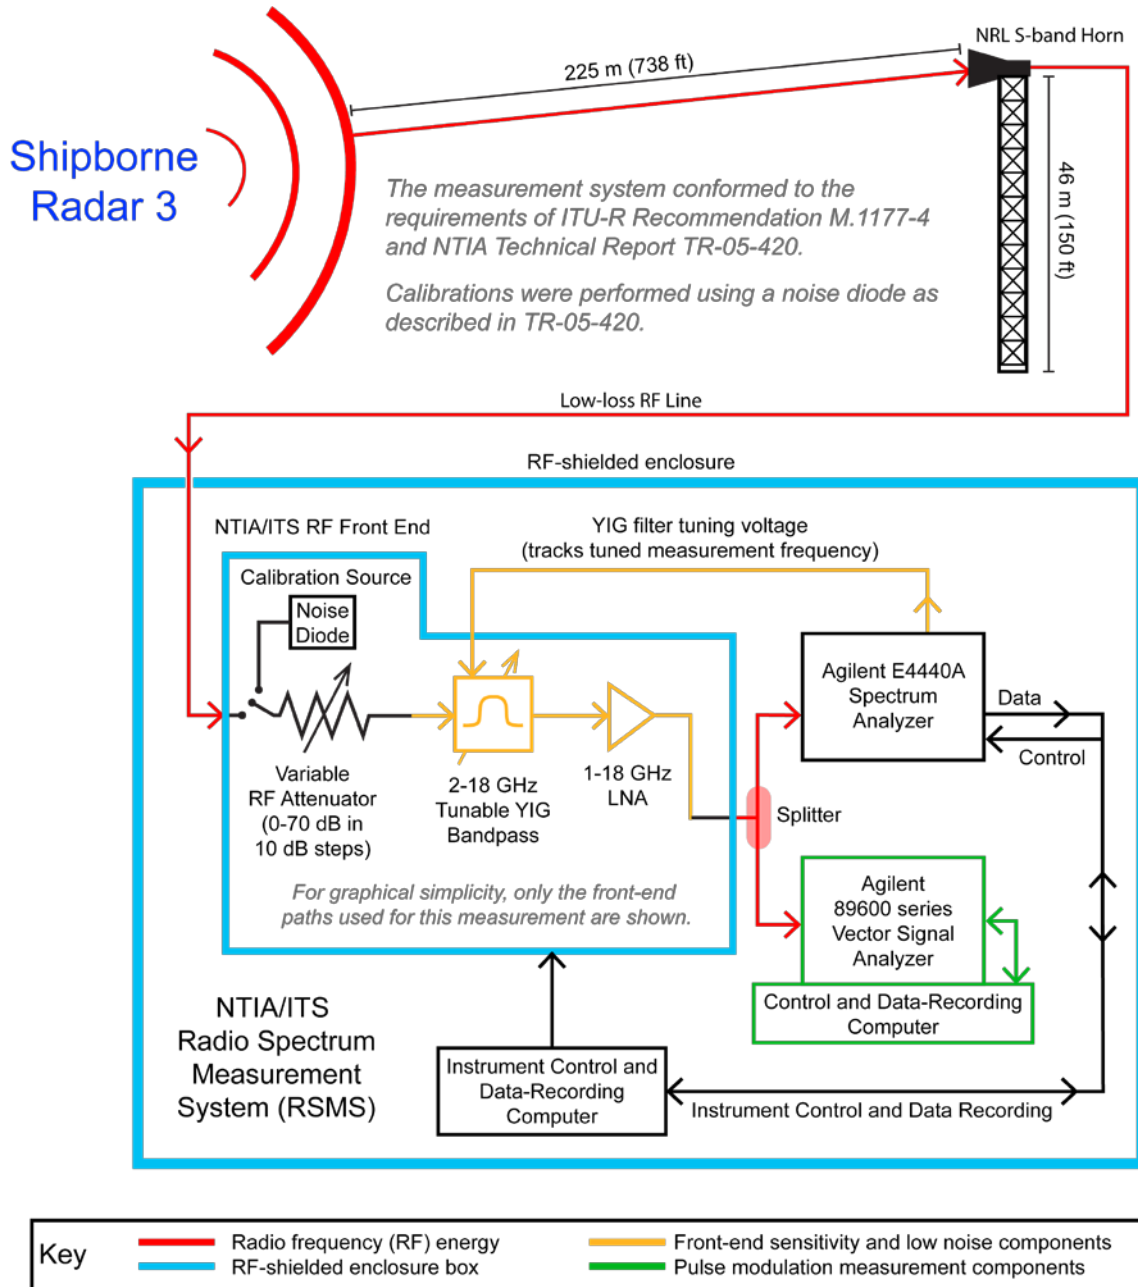 NRL S-band Horn
225 m (738 ft)
Shipborne
Radar 3
46 m (150 ft)
The measurement system conformed to the
requirements of ITU-R Recommendation M.1177-4
and NTIA Technical Report TR-05-420.
Calibrations were performed using a noise diode as
described in TR-05-420.
Low-loss RF Line
RF-shielded enclosure
NTIA/ITS RF Front End
YIG filter tuning voltage
(tracks tuned measurement frequency)
Calibration Source
Noise
Diode
Agilent E4440A
Spectrum
Analyzer
Data
Control
Variable
RF Attenuator
(0-70 dB in
10 dB steps)
2-18 GHz
Tunable YIG
Bandpass
1-18 GHz
LNA
Splitter
For graphical simplicity, only the front-end
paths used for this measurement are shown.
Agilent
89600 series
Vector Signal
Analyzer
Control and Data-Recording
Computer
NTIA/ITS
Radio Spectrum
Measurement
System (RSMS)
Instrument Control and
Data-Recording
Computer
Instrument Control and Data Recording
Key
Radio frequency (RF) energy
RF-shielded enclosure box
Front-end sensitivity and low noise components
Pulse modulation measurement components